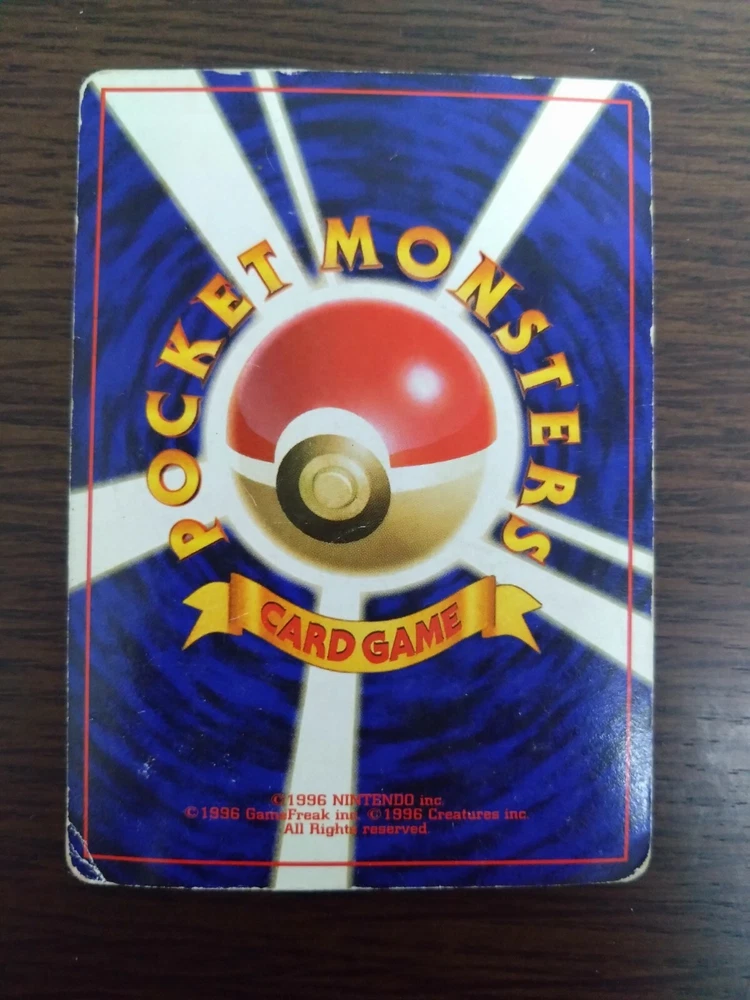 POCKET MONSTERS
CARD GAME
©1996 NINTENDO inc.
©1996 GameFreak inc. ©1996 Creatures inc.
All Rights reserved.